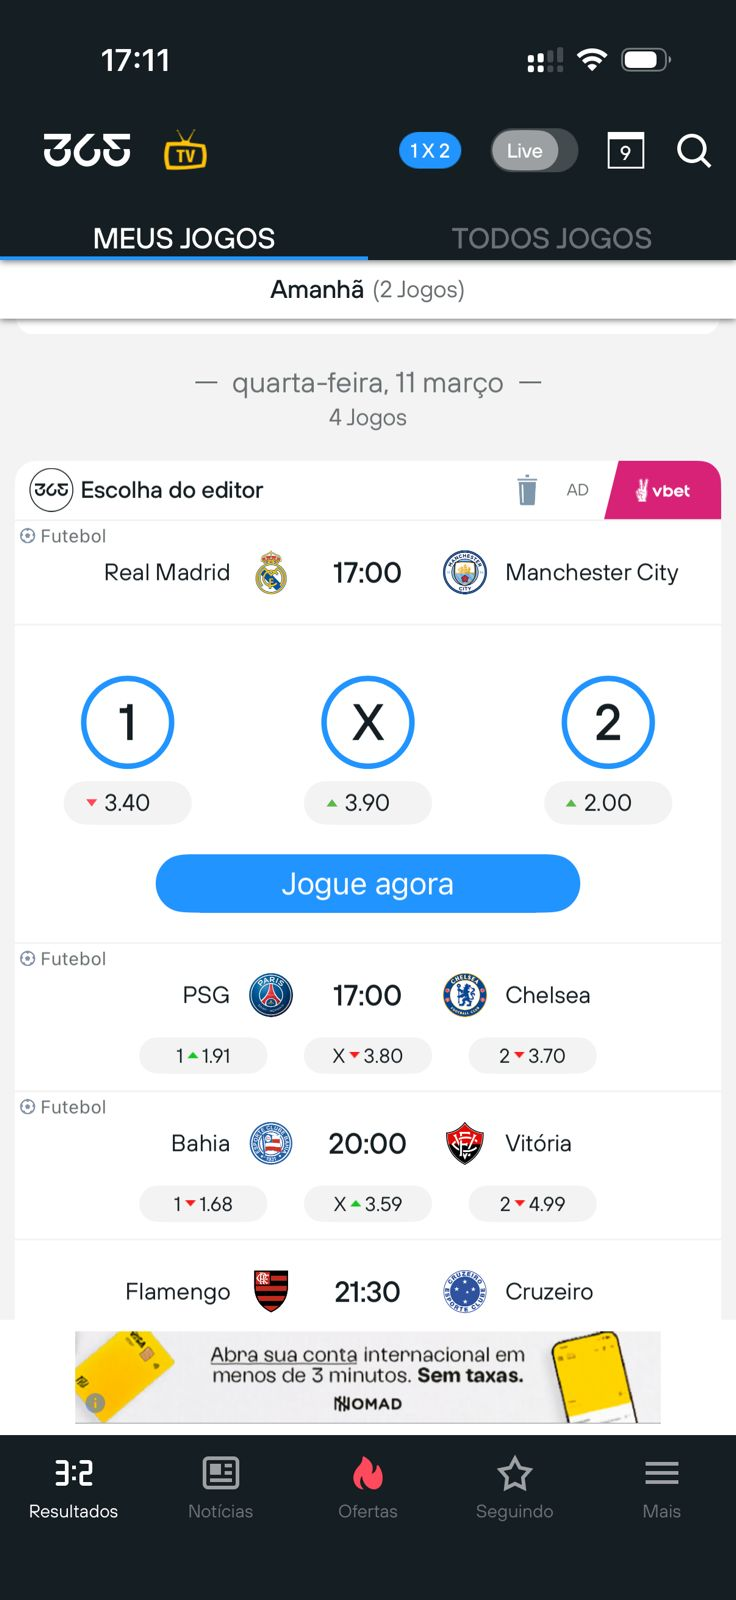 17:11
365 TV 1 X 2 Live 9
MEUS JOGOS TODOS JOGOS
Amanhã (2 Jogos)
— quarta-feira, 11 março —
4 Jogos
365 Escolha do editor AD vbet
Futebol
Real Madrid 17:00 Manchester City
1 X 2
3.40 3.90 2.00
Jogue agora
Futebol
PSG 17:00 Chelsea
1 1.91 X 3.80 2 3.70
Futebol
Bahia 20:00 Vitória
1 1.68 X 3.59 2 4.99
Flamengo 21:30 Cruzeiro
Abra sua conta internacional em
menos de 3 minutos. Sem taxas.
NOMAD
3:2
Resultados Notícias Ofertas Seguindo Mais